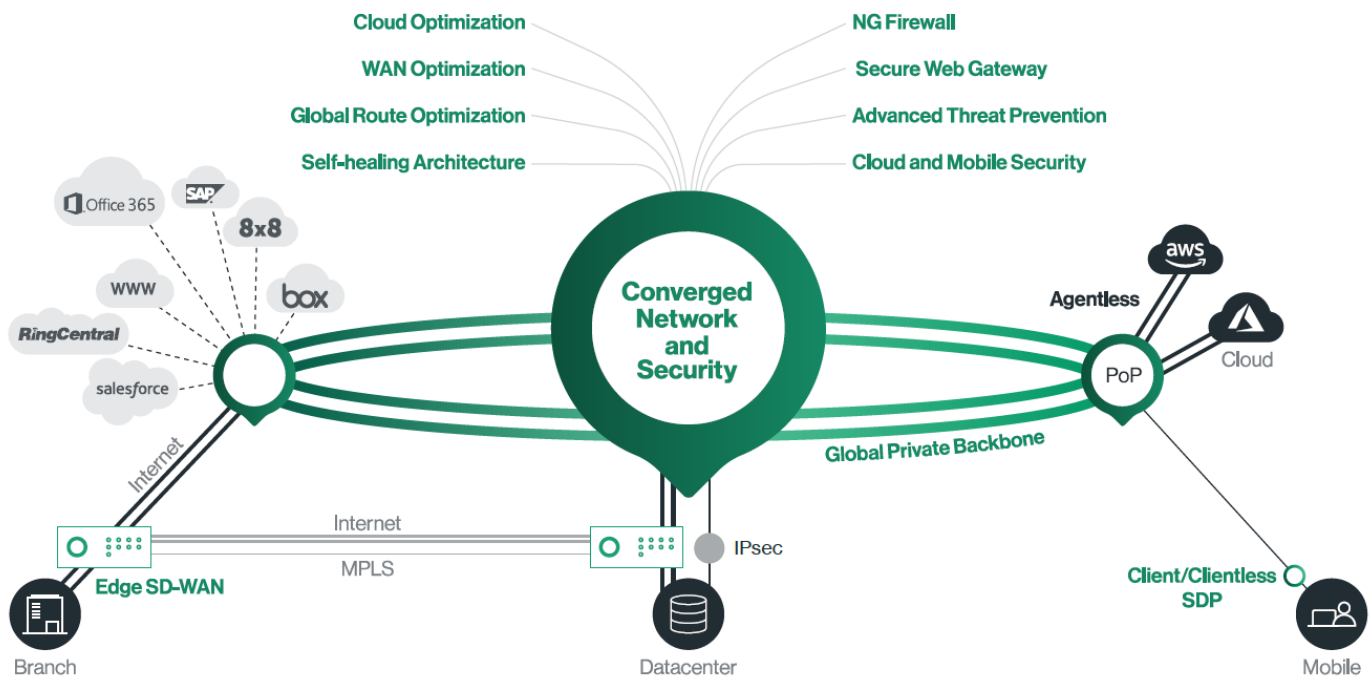 Cloud Optimization
NG Firewall
WAN Optimization
Secure Web Gateway
Global Route Optimization
Advanced Threat Prevention
Self-healing Architecture
Cloud and Mobile Security
Office 365
SAP
8x8
www
box
RingCentral
salesforce
Converged
Network
and
Security
aws
Agentless
Cloud
PoP
Global Private Backbone
Internet
Internet
MPLS
IPsec
Edge SD-WAN
Client/Clientless
SDP
Branch
Datacenter
Mobile